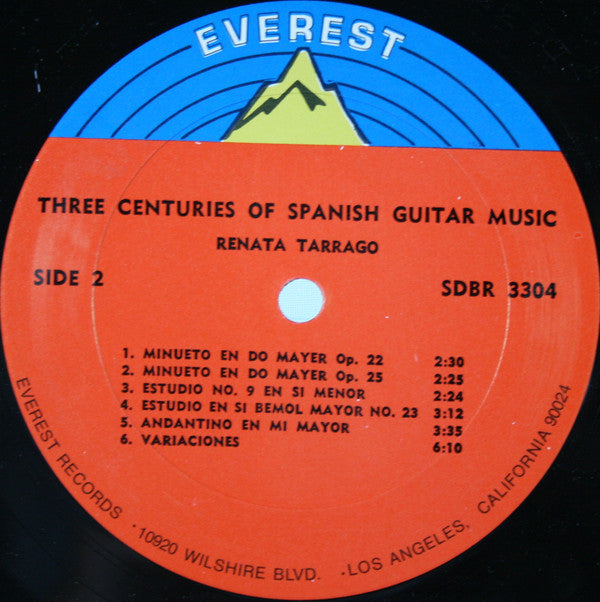 EVEREST
THREE CENTURIES OF SPANISH GUITAR MUSIC
RENATA TARRAGO
SIDE 2
SDBR 3304
1. MINUETO EN DO MAYER Op. 22 2:30
2. MINUETO EN DO MAYER Op. 25 2:25
3. ESTUDIO NO. 9 EN SI MENOR 2:24
4. ESTUDIO EN SI BEMOL MAYOR NO. 23 3:12
5. ANDANTINO EN MI MAYOR 3:35
6. VARIACIONES 6:10
EVEREST RECORDS · 10920 WILSHIRE BLVD. · LOS ANGELES, CALIFORNIA 90024